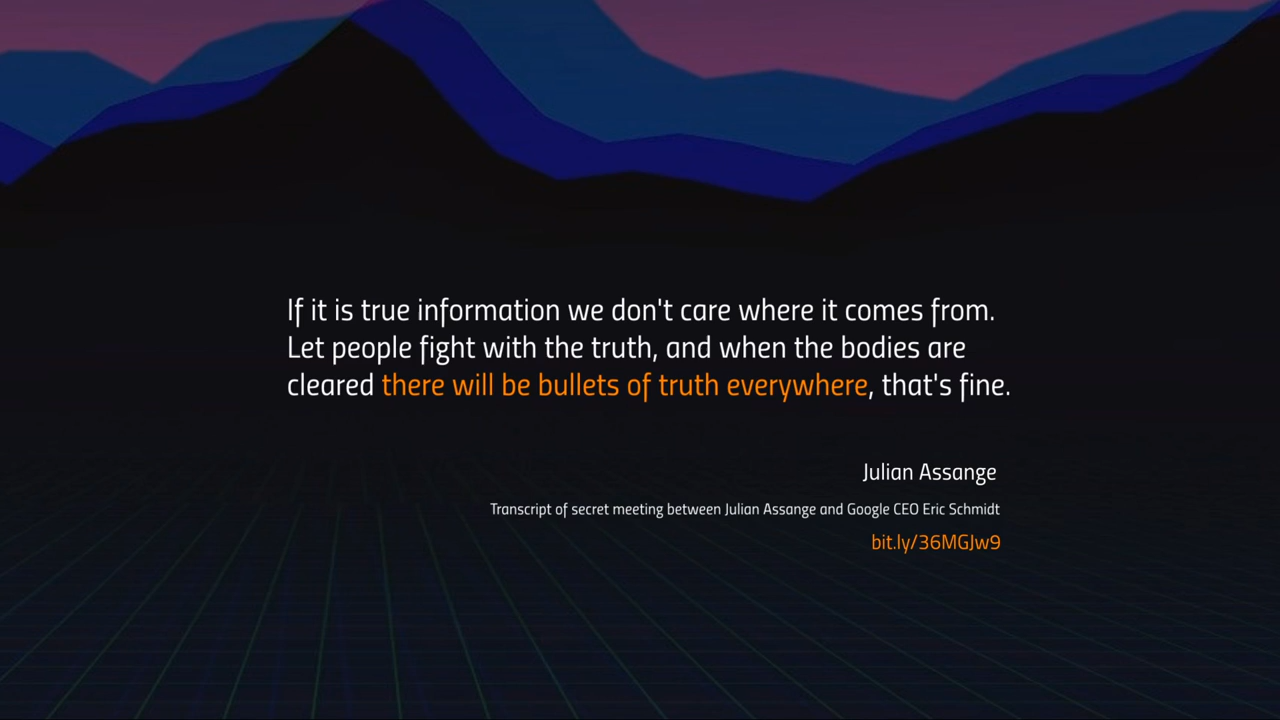 If it is true information we don't care where it comes from.
Let people fight with the truth, and when the bodies are
cleared there will be bullets of truth everywhere, that's fine.
Julian Assange
Transcript of secret meeting between Julian Assange and Google CEO Eric Schmidt
bit.ly/36MGJw9